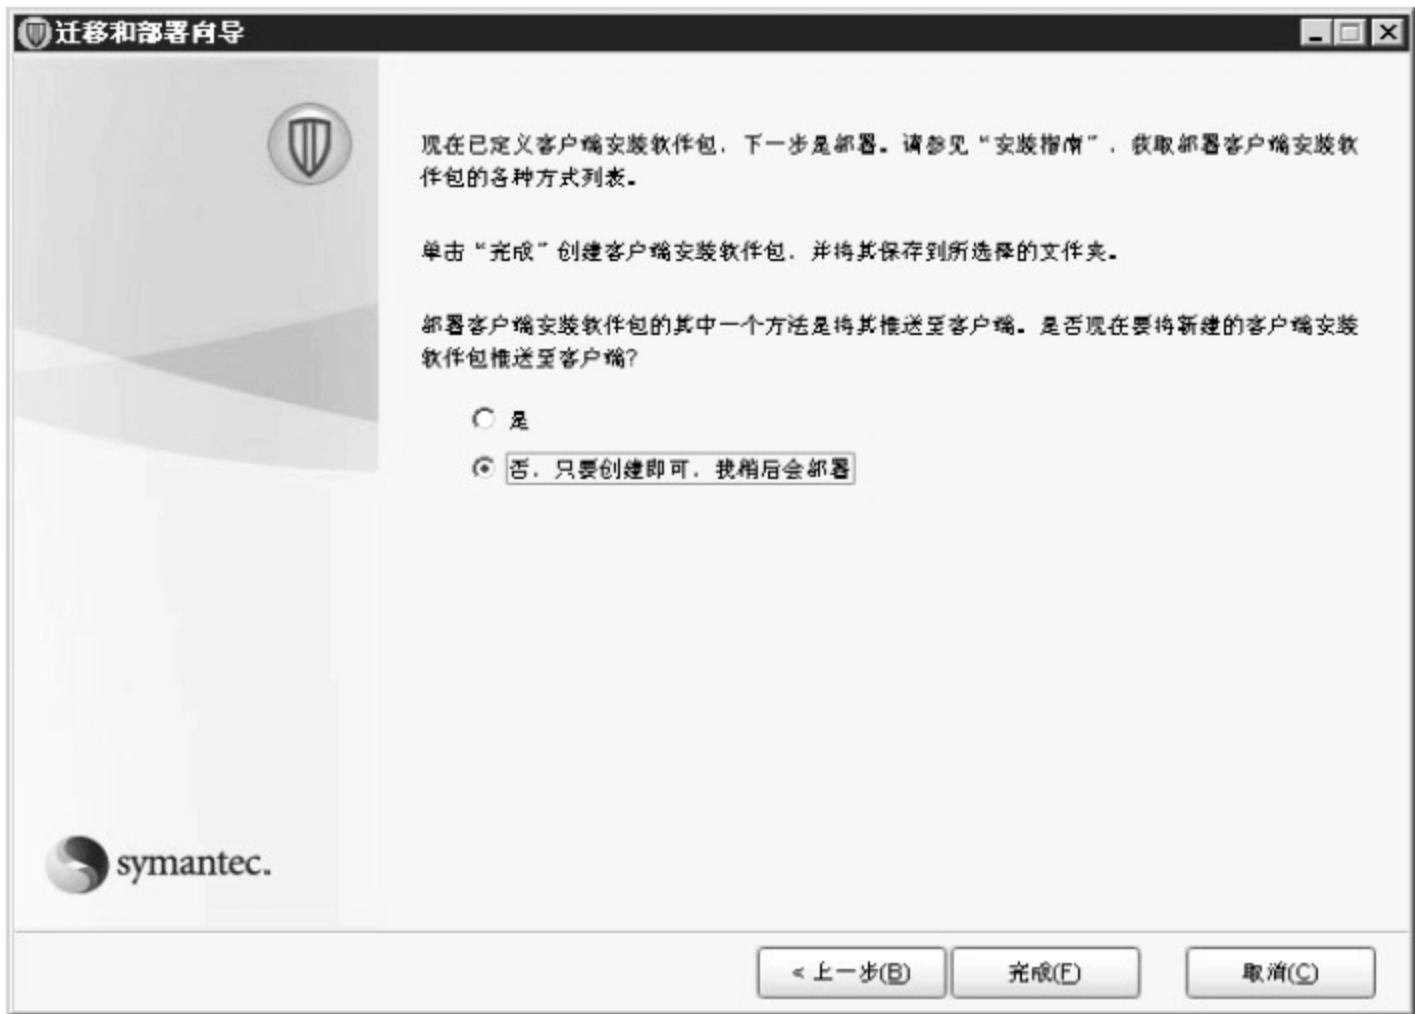 迁移和部署向导
现在已定义客户端安装软件包，下一步是部署。请参见“安装指南”，获取部署客户端安装软
件包的各种方式列表。
单击“完成”创建客户端安装软件包，并将其保存到所选择的文件夹。
部署客户端安装软件包的其中一个方法是将其推送至客户端。是否现在要将新建的客户端安装
软件包推送至客户端?
是
否，只要创建即可，我稍后会部署
symantec.
< 上一步(B)
完成(F)
取消(C)